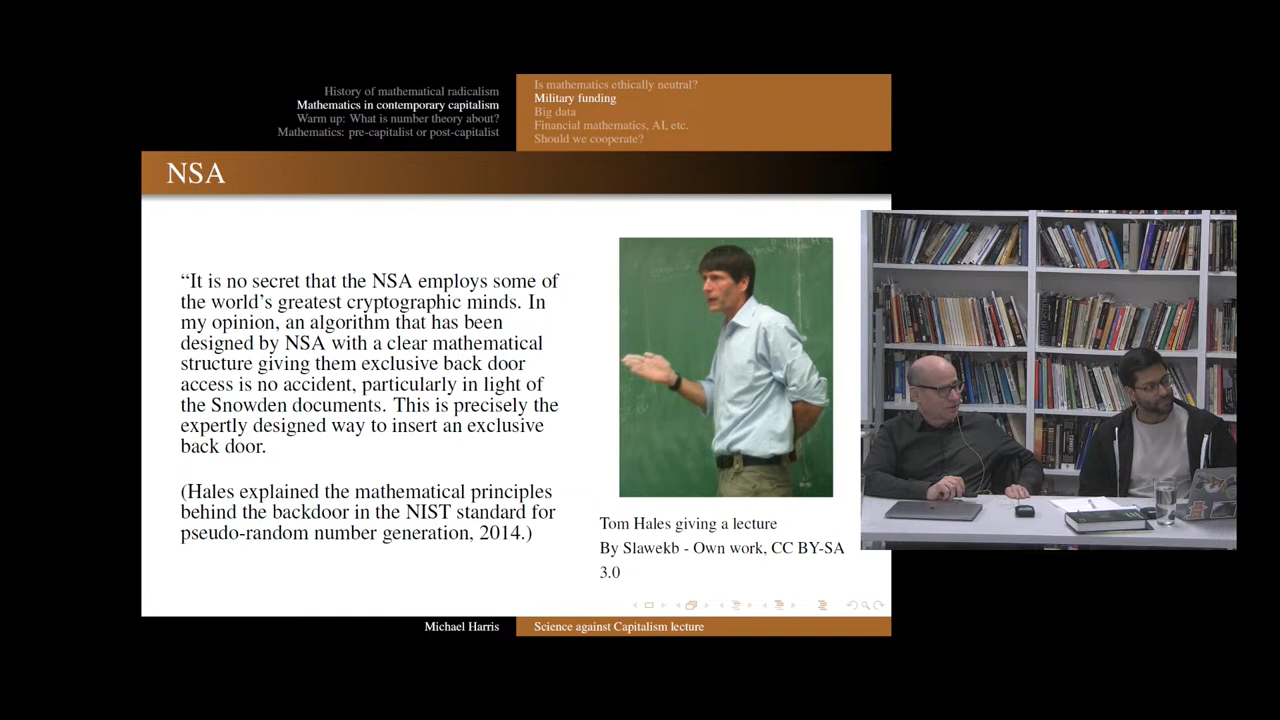 History of mathematical radicalism
Mathematics in contemporary capitalism
Warm up: What is number theory about?
Mathematics: pre-capitalist or post-capitalist
Is mathematics ethically neutral?
Military funding
Big data
Financial mathematics, AI, etc.
Should we cooperate?
NSA
“It is no secret that the NSA employs some of
the world’s greatest cryptographic minds. In
my opinion, an algorithm that has been
designed by NSA with a clear mathematical
structure giving them exclusive back door
access is no accident, particularly in light of
the Snowden documents. This is precisely the
expertly designed way to insert an exclusive
back door.
(Hales explained the mathematical principles
behind the backdoor in the NIST standard for
pseudo-random number generation, 2014.)
Tom Hales giving a lecture
By Slawekb - Own work, CC BY-SA
3.0
Michael Harris
Science against Capitalism lecture